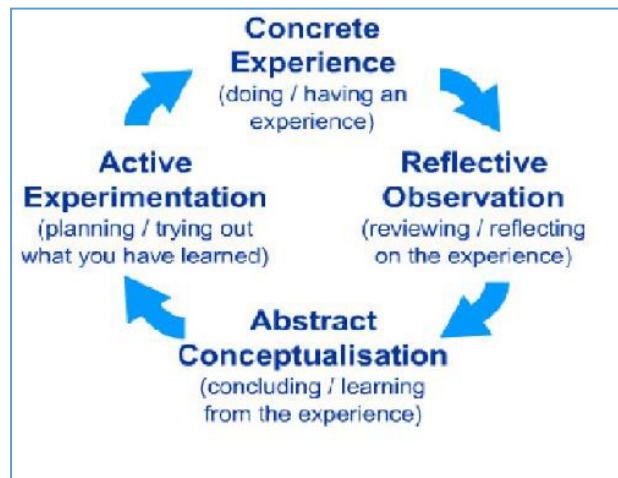 Concrete
Experience
(doing / having an
experience)
Reflective
Observation
(reviewing / reflecting
on the experience)
Abstract
Conceptualisation
(concluding / learning
from the experience)
Active
Experimentation
(planning / trying out
what you have learned)